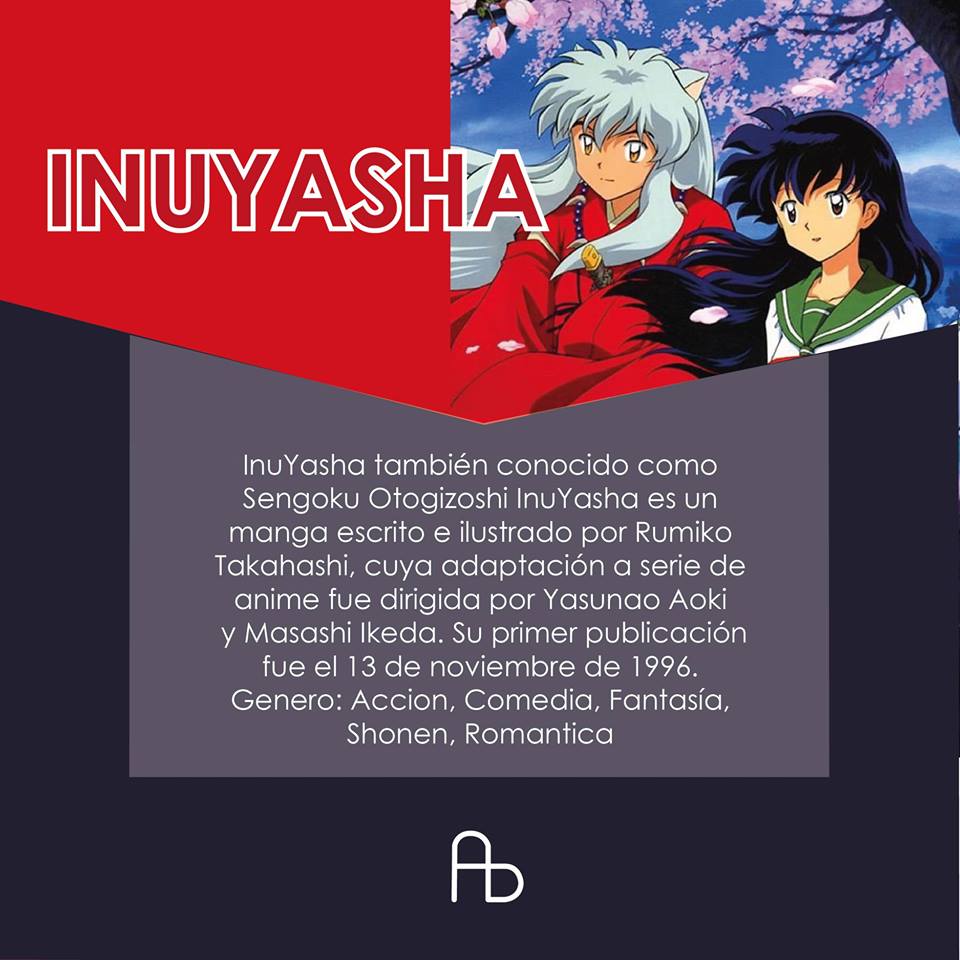 INUYASHA
InuYasha también conocido como
Sengoku Otogizoshi InuYasha es un
manga escrito e ilustrado por Rumiko
Takahashi, cuya adaptación a serie de
anime fue dirigida por Yasunao Aoki
y Masashi Ikeda. Su primer publicación
fue el 13 de noviembre de 1996.
Genero: Accion, Comedia, Fantasía,
Shonen, Romantica